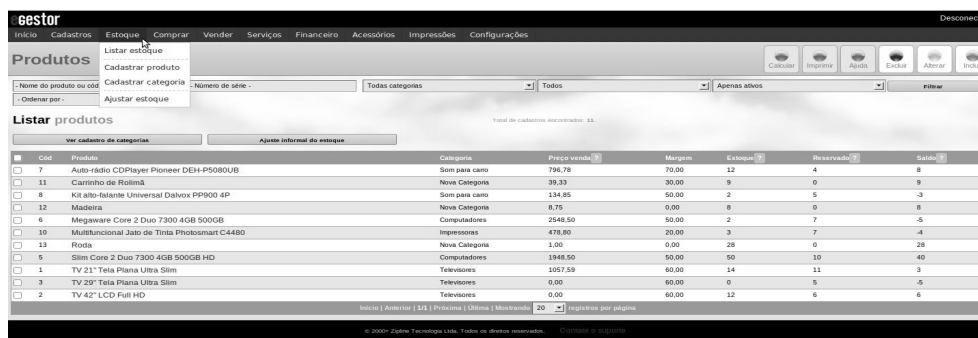 eGestor
Desconec
Início Cadastros Estoque Comprar Vender Serviços Financeiro Acessórios Impressões Configurações
Listar estoque
Produtos
Cadastrar produto
Calcular Imprimir Ajuda Excluir Alterar Inclu
Cadastrar categoria
- Nome do produto ou cód - Número de série - Todas categorias Todos Apenas ativos Filtrar
- Ordenar por - Ajustar estoque
Listar produtos Total de cadastros encontrados: 11.
Ver cadastro de categorias Ajuste informal do estoque
Cód Produto Categoria Preço venda ? Margem Estoque ? Reservado ? Saldo ?
7 Auto-rádio CDPlayer Pioneer DEH-P5080UB Som para carro 796,78 70,00 12 4 8
11 Carrinho de Rolimã Nova Categoria 39,33 30,00 9 0 9
8 Kit alto-falante Universal Dalvox PP900 4P Som para carro 134,85 50,00 2 5 -3
12 Madeira Nova Categoria 8,75 0,00 8 0 8
6 Megaware Core 2 Duo 7300 4GB 500GB Computadores 2548,50 50,00 2 7 -5
10 Multifuncional Jato de Tinta Photosmart C4480 Impressoras 478,80 20,00 3 7 -4
13 Roda Nova Categoria 1,00 0,00 28 0 28
5 Slim Core 2 Duo 7300 4GB 500GB HD Computadores 1948,50 50,00 50 10 40
1 TV 21" Tela Plana Ultra Slim Televisores 1057,59 60,00 14 11 3
3 TV 29" Tela Plana Ultra Slim Televisores 0,00 60,00 0 5 -5
2 TV 42" LCD Full HD Televisores 0,00 60,00 12 6 6
Início | Anterior | 1/1 | Próxima | Última | Mostrando 20 registros por página
© 2000+ Zipline Tecnologia Ltda. Todos os direitos reservados. Contate o suporte